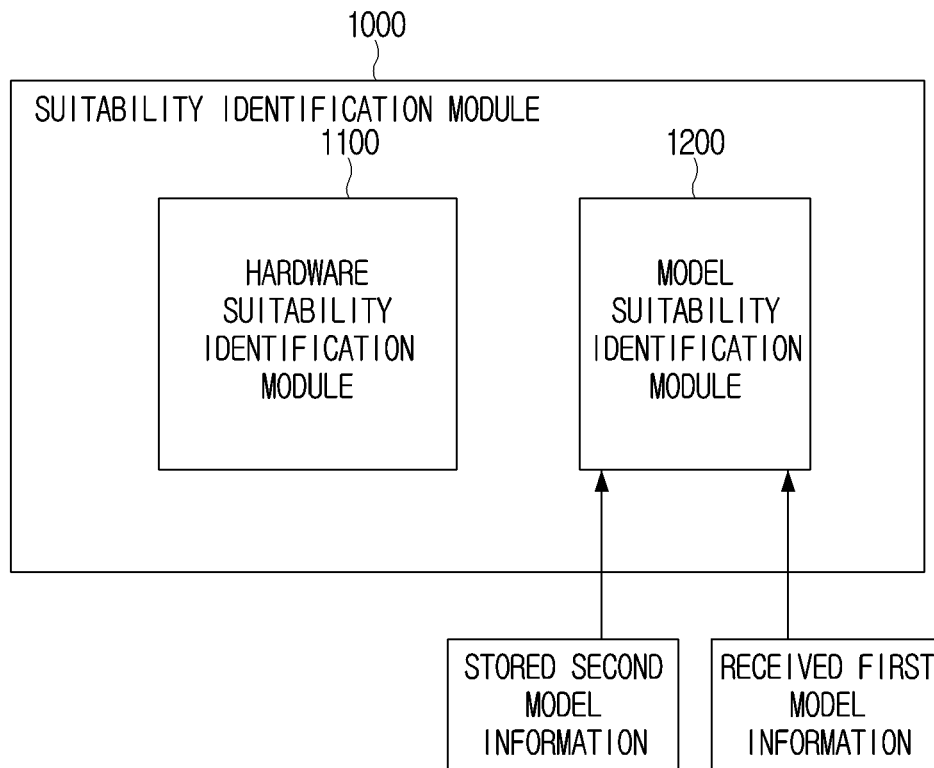 1000
SUITABILITY IDENTIFICATION MODULE
1100
1200
HARDWARE
SUITABILITY
IDENTIFICATION
MODULE
MODEL
SUITABILITY
IDENTIFICATION
MODULE
STORED SECOND
MODEL
INFORMATION
RECEIVED FIRST
MODEL
INFORMATION